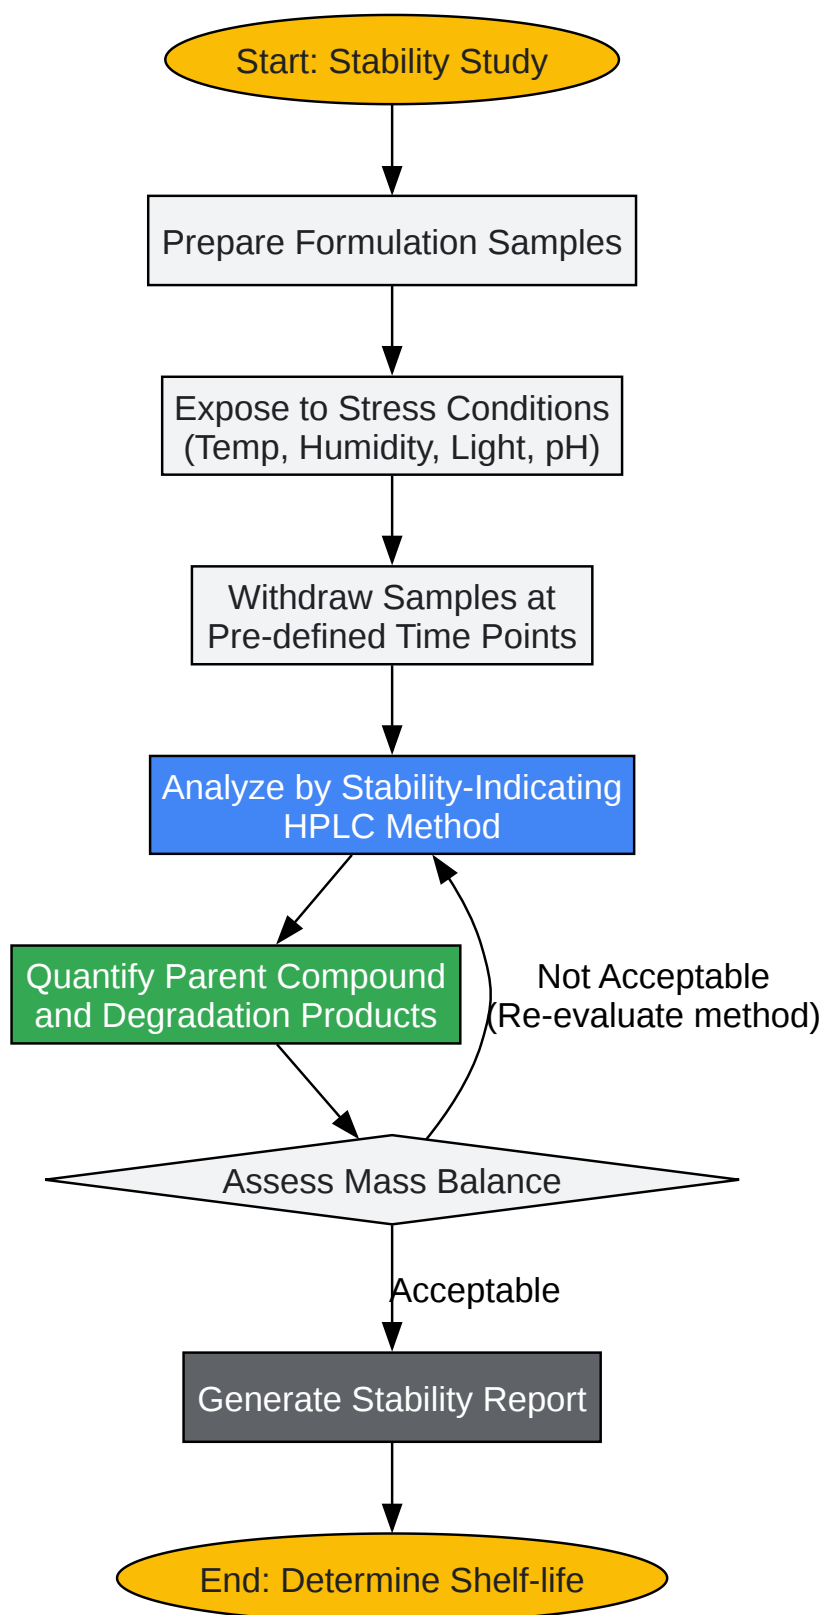 Start: Stability Study
Prepare Formulation Samples
Expose to Stress Conditions
(Temp, Humidity, Light, pH)
Withdraw Samples at
Pre-defined Time Points
Analyze by Stability-Indicating
HPLC Method
Quantify Parent Compound
and Degradation Products
Not Acceptable
(Re-evaluate method)
Assess Mass Balance
Acceptable
Generate Stability Report
End: Determine Shelf-life